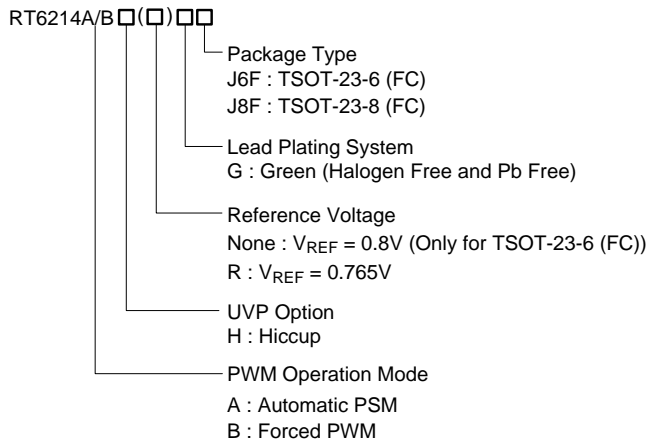 RT6214A/B□(□)□□
Package Type
J6F : TSOT-23-6 (FC)
J8F : TSOT-23-8 (FC)
Lead Plating System
G : Green (Halogen Free and Pb Free)
Reference Voltage
None : VREF = 0.8V (Only for TSOT-23-6 (FC))
R : VREF = 0.765V
UVP Option
H : Hiccup
PWM Operation Mode
A : Automatic PSM
B : Forced PWM